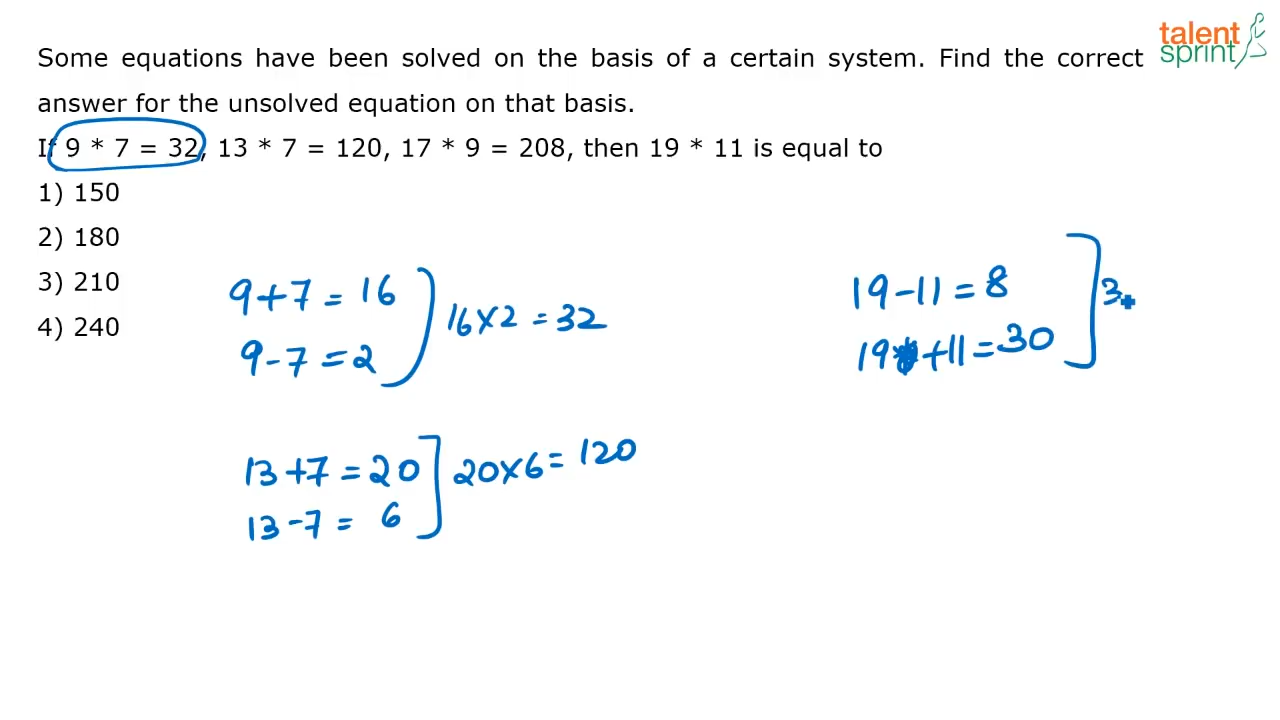 talent
sprint
Some equations have been solved on the basis of a certain system. Find the correct
answer for the unsolved equation on that basis.
If 9 * 7 = 32, 13 * 7 = 120, 17 * 9 = 208, then 19 * 11 is equal to
1) 150
2) 180
3) 210
4) 240
9+7 = 16
9-7 = 2
16×2 = 32
13+7 = 20
13-7 = 6
20×6 = 120
19-11 = 8
19+11 = 30
3